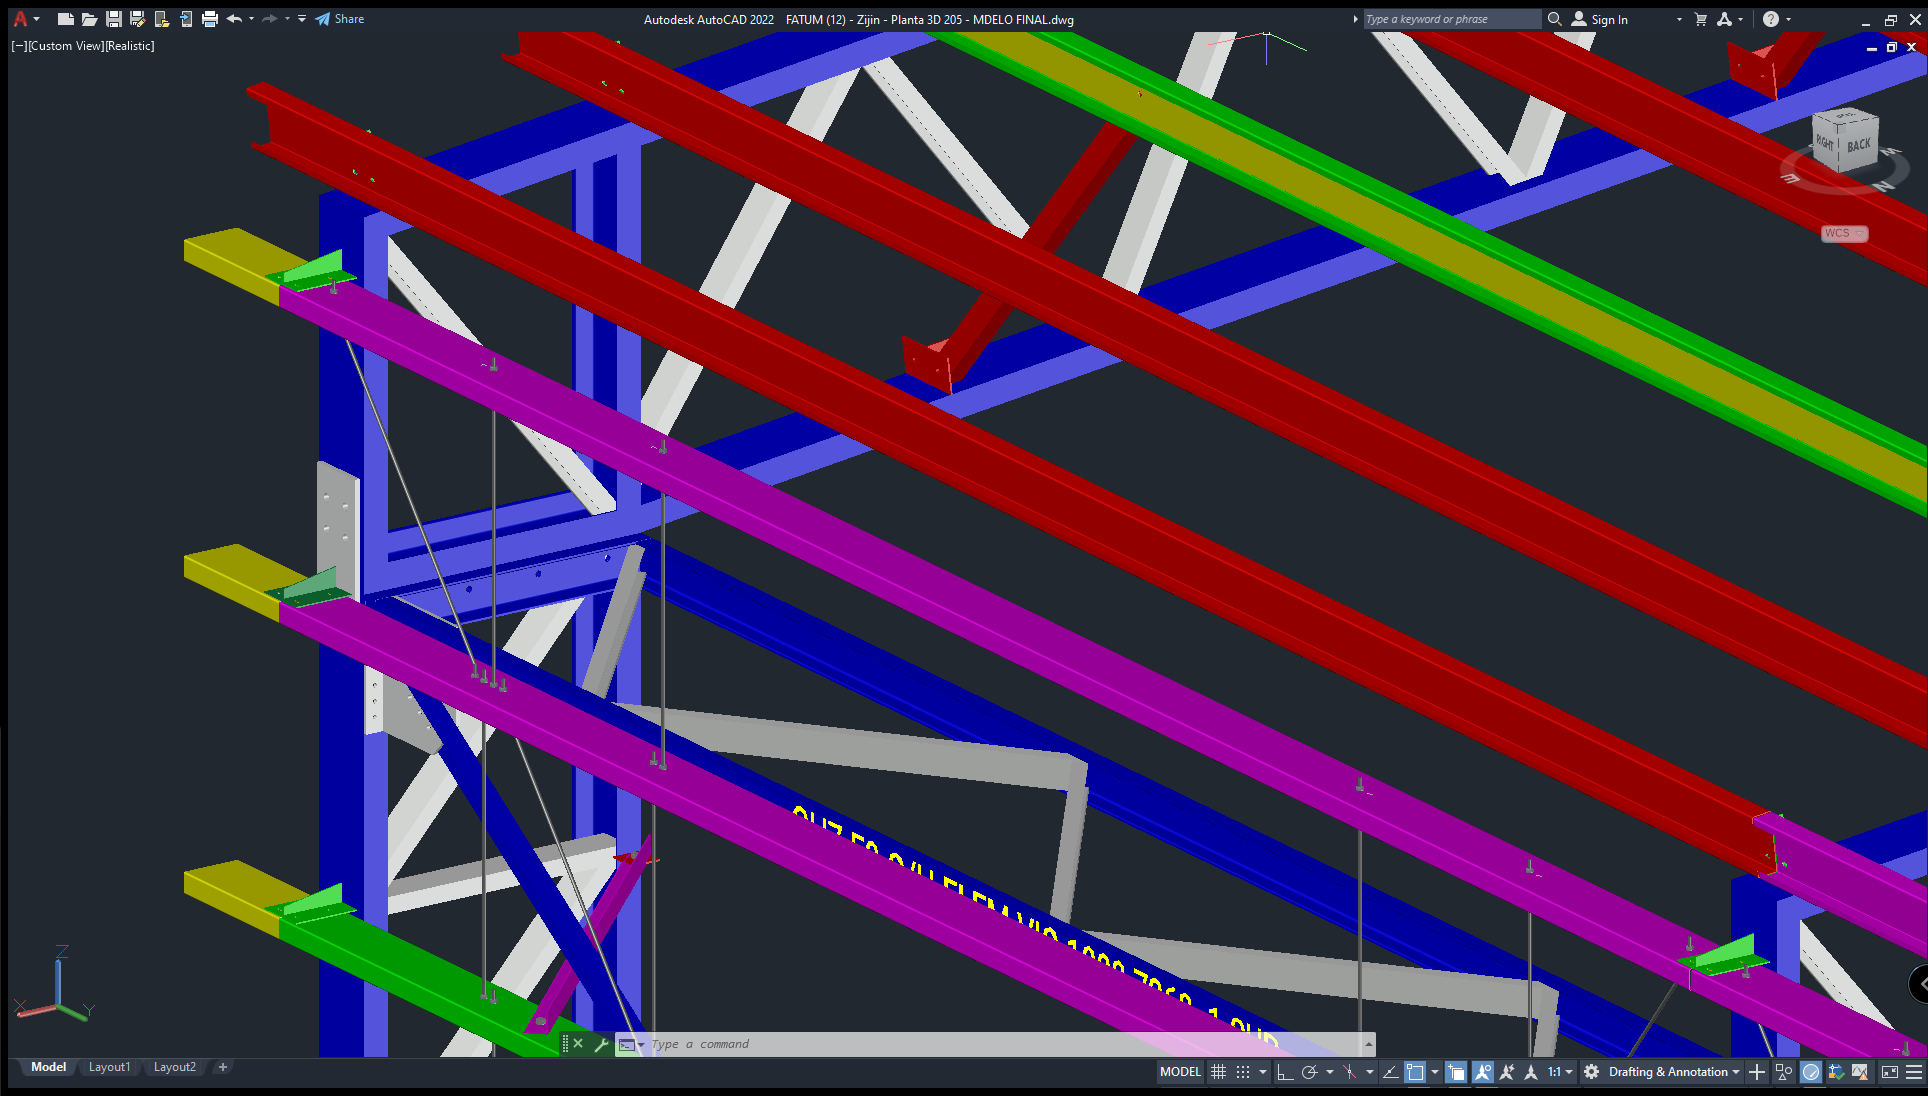 Share
Autodesk AutoCAD 2022 FATUM (12) - Zijin - Planta 3D 205 - MDELO FINAL.dwg
Type a keyword or phrase
Sign In
[−][Custom View][Realistic]
RIGHT
BACK
E
N
WCS
Z
X
Y
Type a command
Model
Layout1
Layout2
MODEL
1:1
Drafting & Annotation